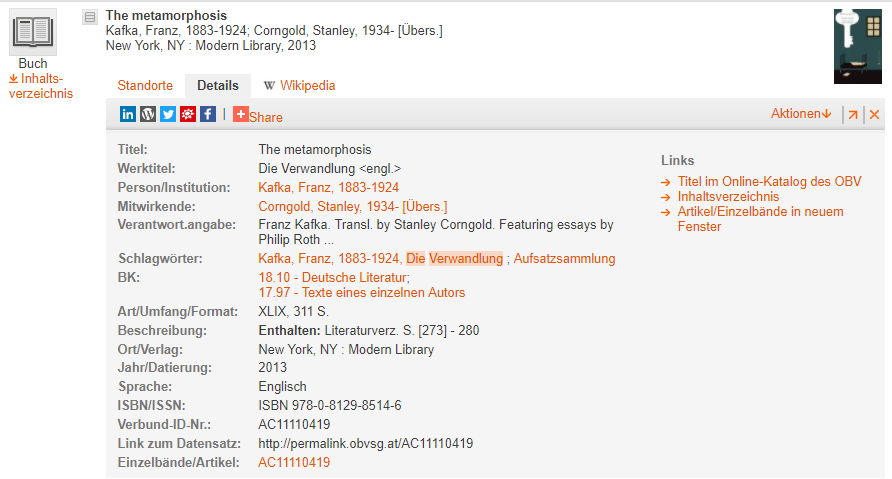 The metamorphosis
Kafka, Franz, 1883-1924; Corngold, Stanley, 1934- [Übers.]
New York, NY : Modern Library, 2013
Buch
Inhalts-
verzeichnis
Standorte Details W Wikipedia
Share Aktionen
Titel: The metamorphosis
Werktitel: Die Verwandlung <engl.>
Person/Institution: Kafka, Franz, 1883-1924
Mitwirkende: Corngold, Stanley, 1934- [Übers.]
Verantwort.angabe: Franz Kafka. Transl. by Stanley Corngold. Featuring essays by
Philip Roth ...
Schlagwörter: Kafka, Franz, 1883-1924, Die Verwandlung ; Aufsatzsammlung
BK: 18.10 - Deutsche Literatur;
17.97 - Texte eines einzelnen Autors
Art/Umfang/Format: XLIX, 311 S.
Beschreibung: Enthalten: Literaturverz. S. [273] - 280
Ort/Verlag: New York, NY : Modern Library
Jahr/Datierung: 2013
Sprache: Englisch
ISBN/ISSN: ISBN 978-0-8129-8514-6
Verbund-ID-Nr.: AC11110419
Link zum Datensatz: http://permalink.obvsg.at/AC11110419
Einzelbände/Artikel: AC11110419
Links
Titel im Online-Katalog des OBV
Inhaltsverzeichnis
Artikel/Einzelbände in neuem
Fenster